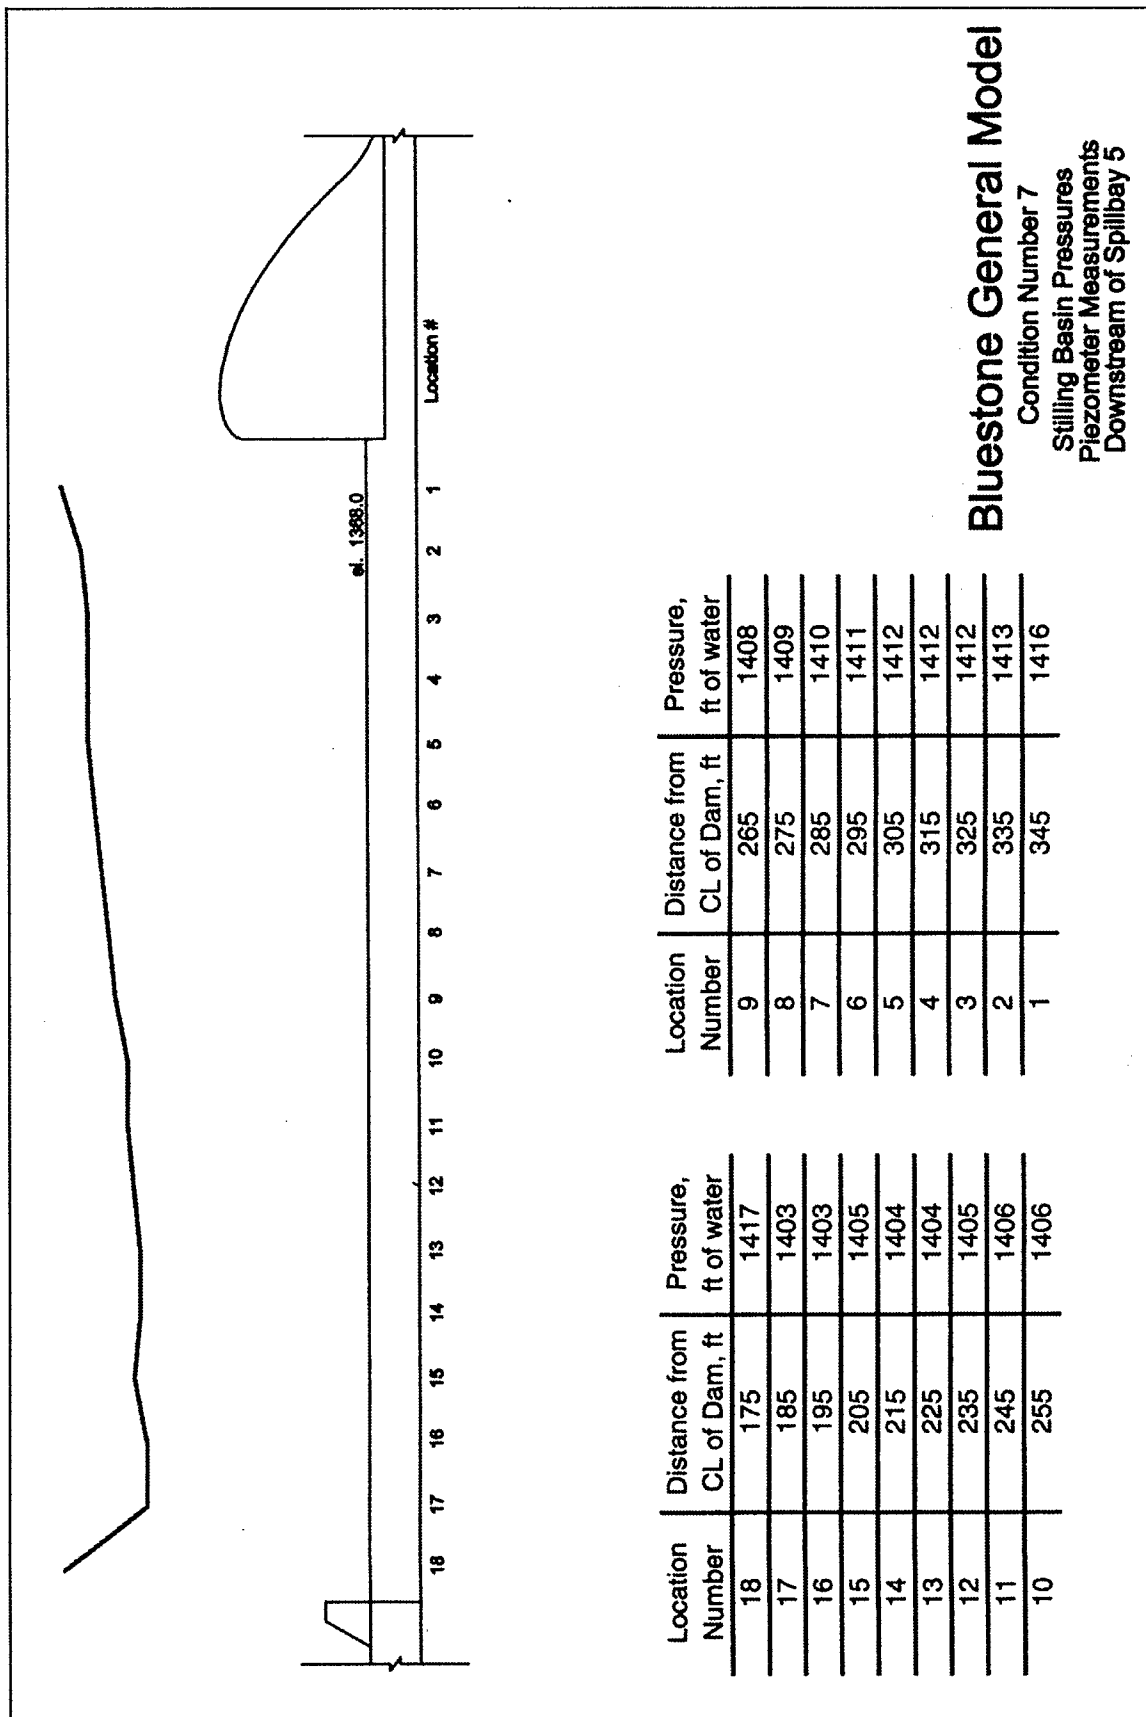 el. 1368.0
18 17 16 15 14 13 12 11 10 9 8 7 6 5 4 3 2 1 Location #
Location Number Distance from CL of Dam, ft Pressure, ft of water
18 175 1417
17 185 1403
16 195 1403
15 205 1405
14 215 1404
13 225 1404
12 235 1405
11 245 1406
10 255 1406
Location Number Distance from CL of Dam, ft Pressure, ft of water
9 265 1408
8 275 1409
7 285 1410
6 295 1411
5 305 1412
4 315 1412
3 325 1412
2 335 1413
1 345 1416
Bluestone General Model
Condition Number 7
Stilling Basin Pressures
Piezometer Measurements
Downstream of Spillbay 5